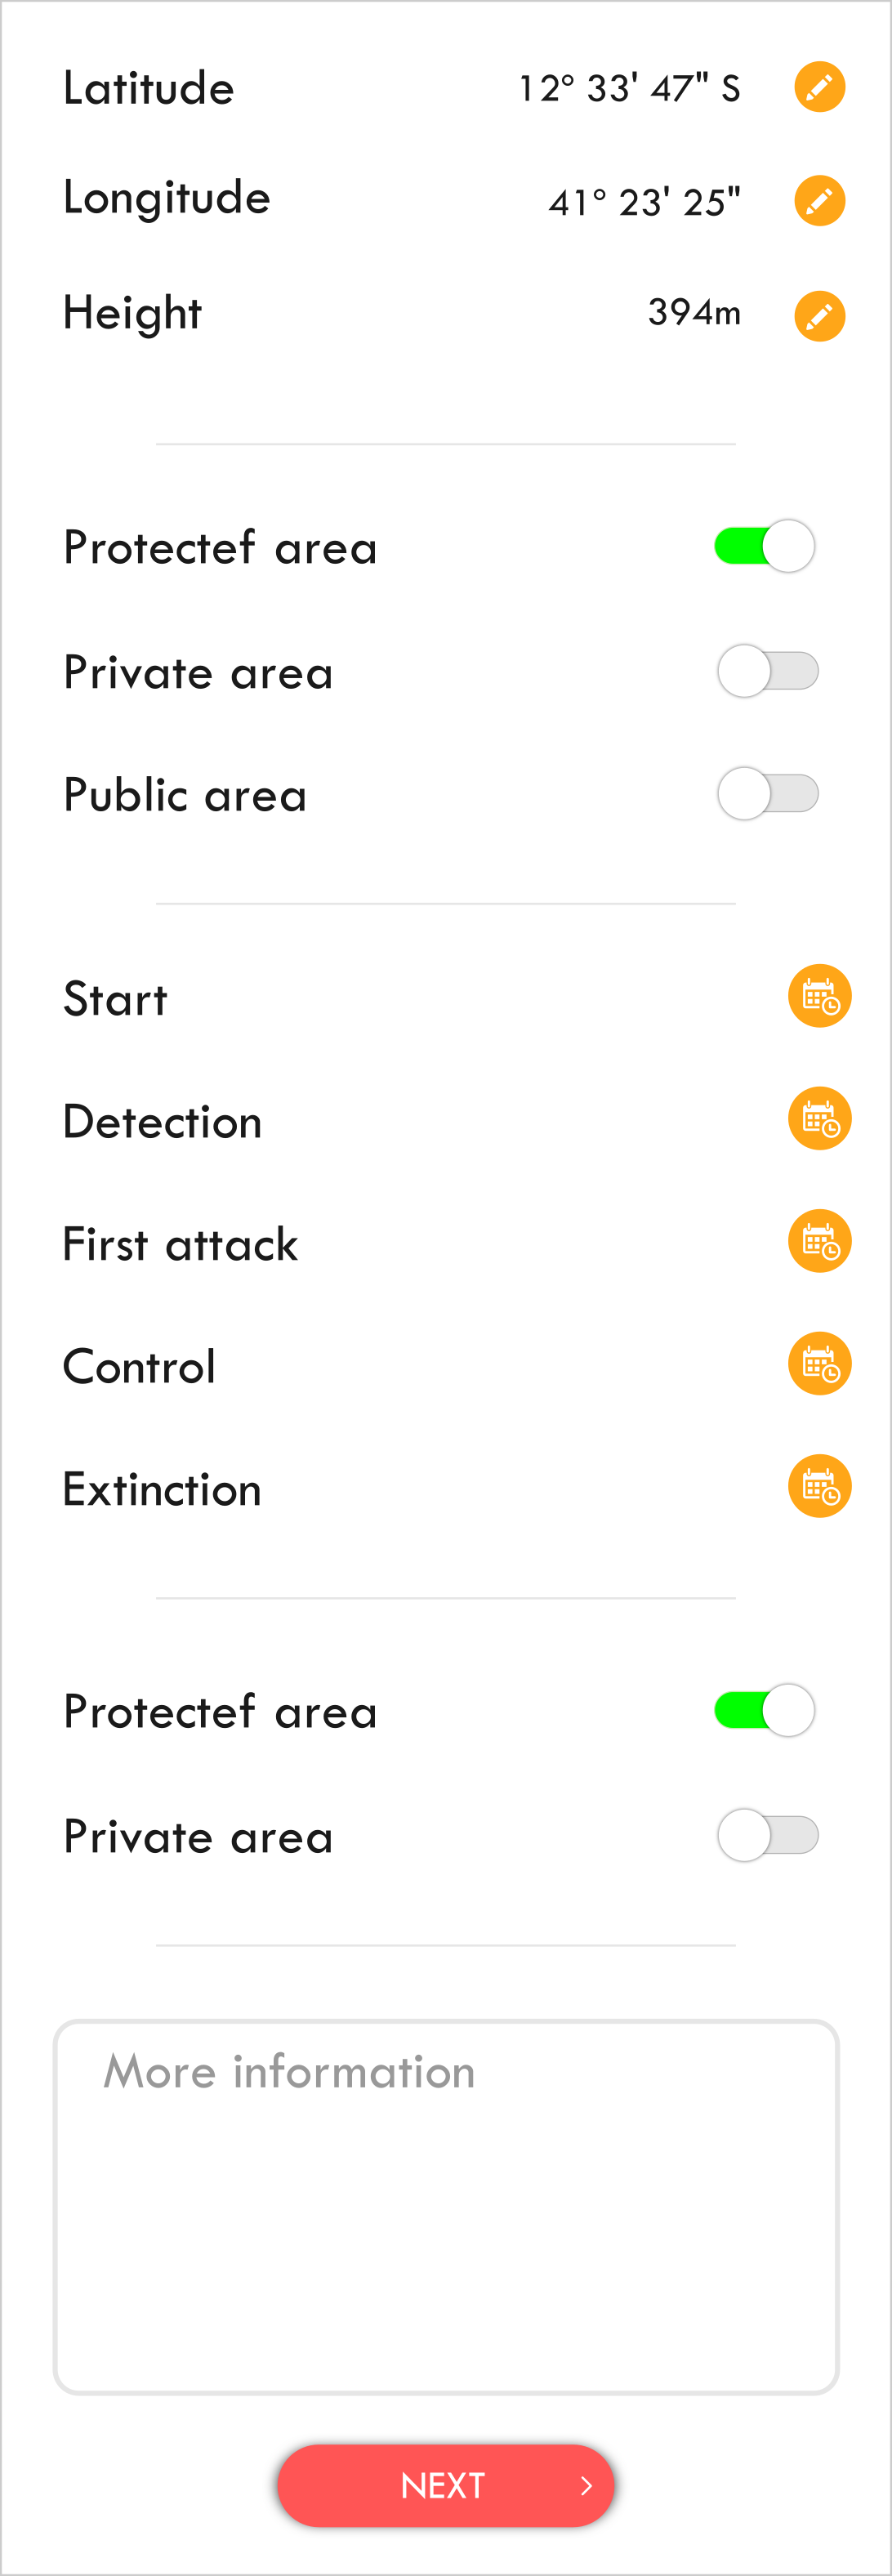 Latitude 12° 33' 47" S
Longitude 41° 23' 25"
Height 394m
Protectef area
Private area
Public area
Start
Detection
First attack
Control
Extinction
Protectef area
Private area
More information
NEXT